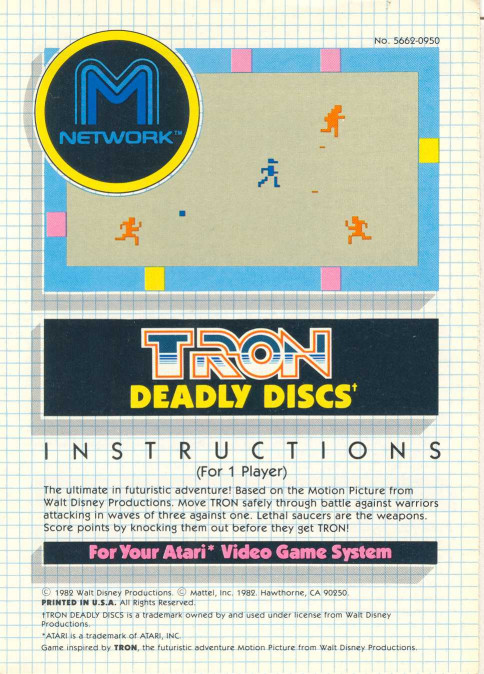 No. 5662-0950
M
NETWORK™
TRON
DEADLY DISCS†
INSTRUCTIONS
(For 1 Player)
The ultimate in futuristic adventure! Based on the Motion Picture from
Walt Disney Productions. Move TRON safely through battle against warriors
attacking in waves of three against one. Lethal saucers are the weapons.
Score points by knocking them out before they get TRON!
For Your Atari* Video Game System
© 1982 Walt Disney Productions. © Mattel, Inc. 1982. Hawthorne, CA 90250.
PRINTED IN U.S.A. All Rights Reserved.
†TRON DEADLY DISCS is a trademark owned by and used under license from Walt Disney
Productions.
*ATARI is a trademark of ATARI, INC.
Game inspired by TRON, the futuristic adventure Motion Picture from Walt Disney Productions.